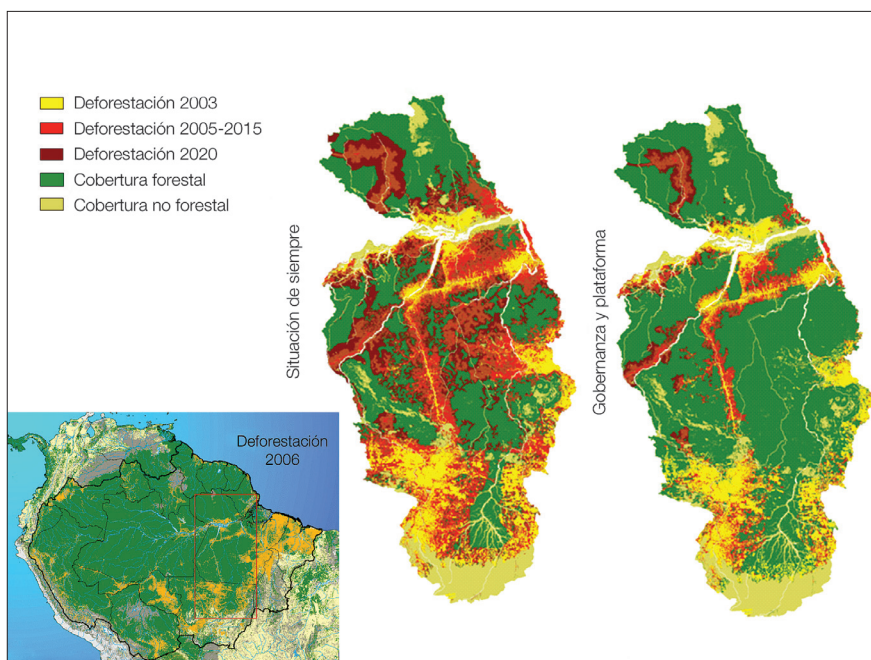 Deforestación 2003
Deforestación 2005-2015
Deforestación 2020
Cobertura forestal
Cobertura no forestal
Situación de siempre
Gobernanza y plataforma
Deforestación
2006